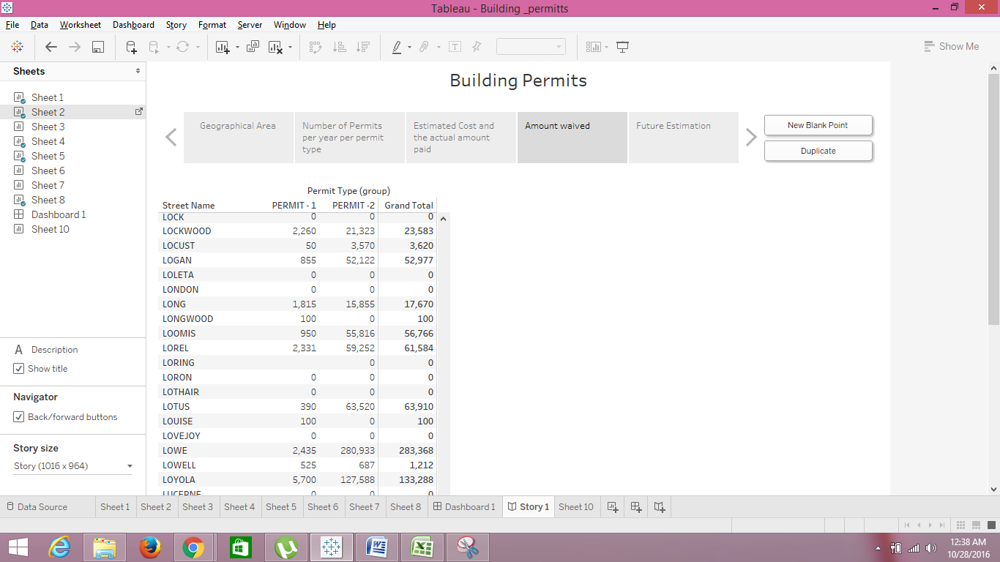 Tableau - Building _permitts
File Data Worksheet Dashboard Story Format Server Window Help
Show Me
Sheets
Sheet 1
Sheet 2
Sheet 3
Sheet 4
Sheet 5
Sheet 6
Sheet 7
Sheet 8
Dashboard 1
Sheet 10
A Description
Show title
Navigator
Back/forward buttons
Story size
Story (1016 x 964)
Building Permits
Geographical Area
Number of Permits
per year per permit
type
Estimated Cost and
the actual amount
paid
Amount waived
Future Estimation
New Blank Point
Duplicate
Permit Type (group)
Street Name PERMIT - 1 PERMIT -2 Grand Total
LOCK 0 0 0
LOCKWOOD 2,260 21,323 23,583
LOCUST 50 3,570 3,620
LOGAN 855 52,122 52,977
LOLETA 0 0 0
LONDON 0 0 0
LONG 1,815 15,855 17,670
LONGWOOD 100 0 100
LOOMIS 950 55,816 56,766
LOREL 2,331 59,252 61,584
LORING 0 0
LORON 0 0 0
LOTHAIR 0 0 0
LOTUS 390 63,520 63,910
LOUISE 100 0 100
LOVEJOY 0 0 0
LOWE 2,435 280,933 283,368
LOWELL 525 687 1,212
LOYOLA 5,700 127,588 133,288
LUCERNE 0 0 0
Data Source Sheet 1 Sheet 2 Sheet 3 Sheet 4 Sheet 5 Sheet 6 Sheet 7 Sheet 8 Dashboard 1 Story 1 Sheet 10
12:38 AM
10/28/2016